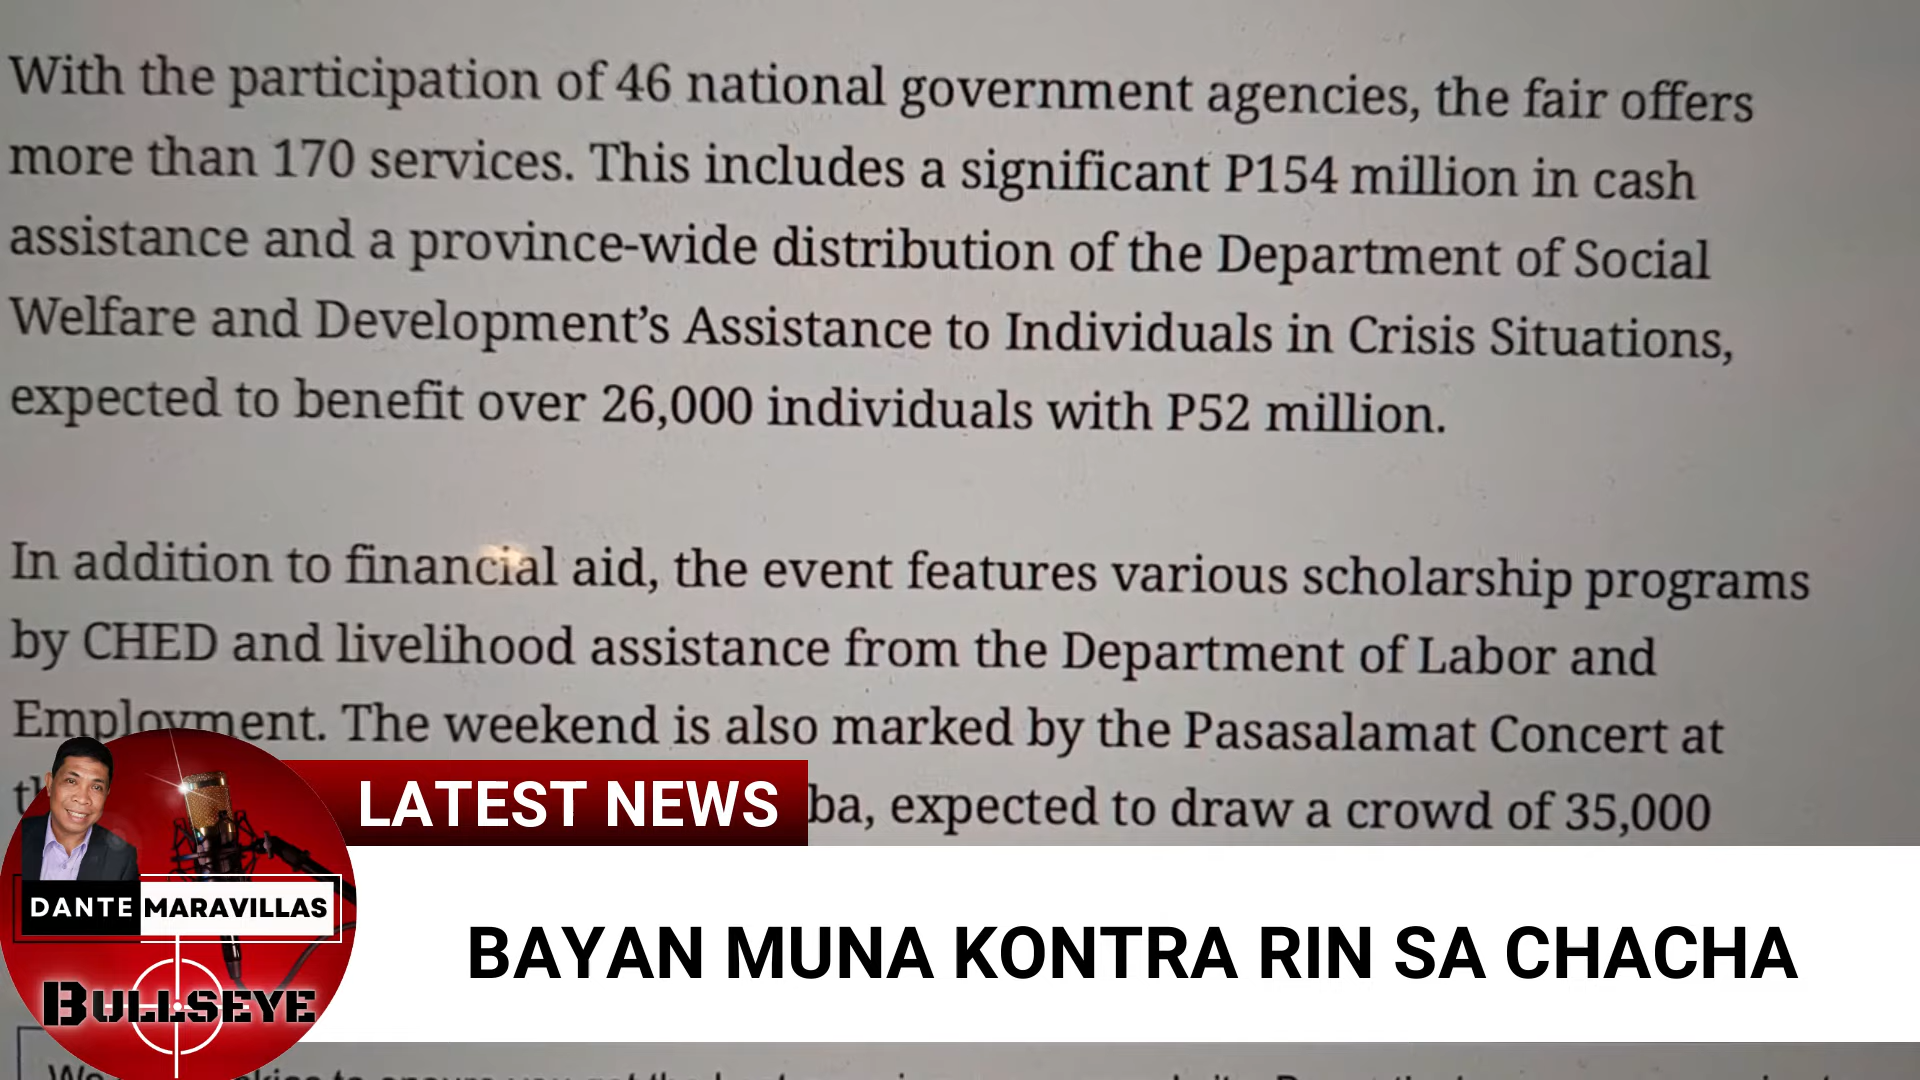 With the participation of 46 national government agencies, the fair offers
more than 170 services. This includes a significant P154 million in cash
assistance and a province-wide distribution of the Department of Social
Welfare and Development’s Assistance to Individuals in Crisis Situations,
expected to benefit over 26,000 individuals with P52 million.
In addition to financial aid, the event features various scholarship programs
by CHED and livelihood assistance from the Department of Labor and
Employment. The weekend is also marked by the Pasasalamat Concert at
expected to draw a crowd of 35,000
LATEST NEWS
DANTE MARAVILLAS
BULLSEYE
BAYAN MUNA KONTRA RIN SA CHACHA